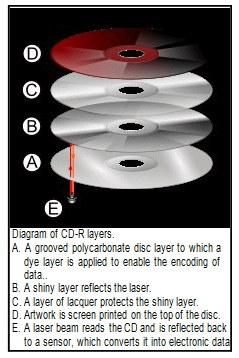 D
C
B
A
E
Diagram of CD-R layers.
A. A grooved polycarbonate disc layer to which a
dye layer is applied to enable the encoding of
data..
B. A shiny layer reflects the laser.
C. A layer of lacquer protects the shiny layer.
D. Artwork is screen printed on the top of the disc.
E. A laser beam reads the CD and is reflected back
to a sensor, which converts it into electronic data